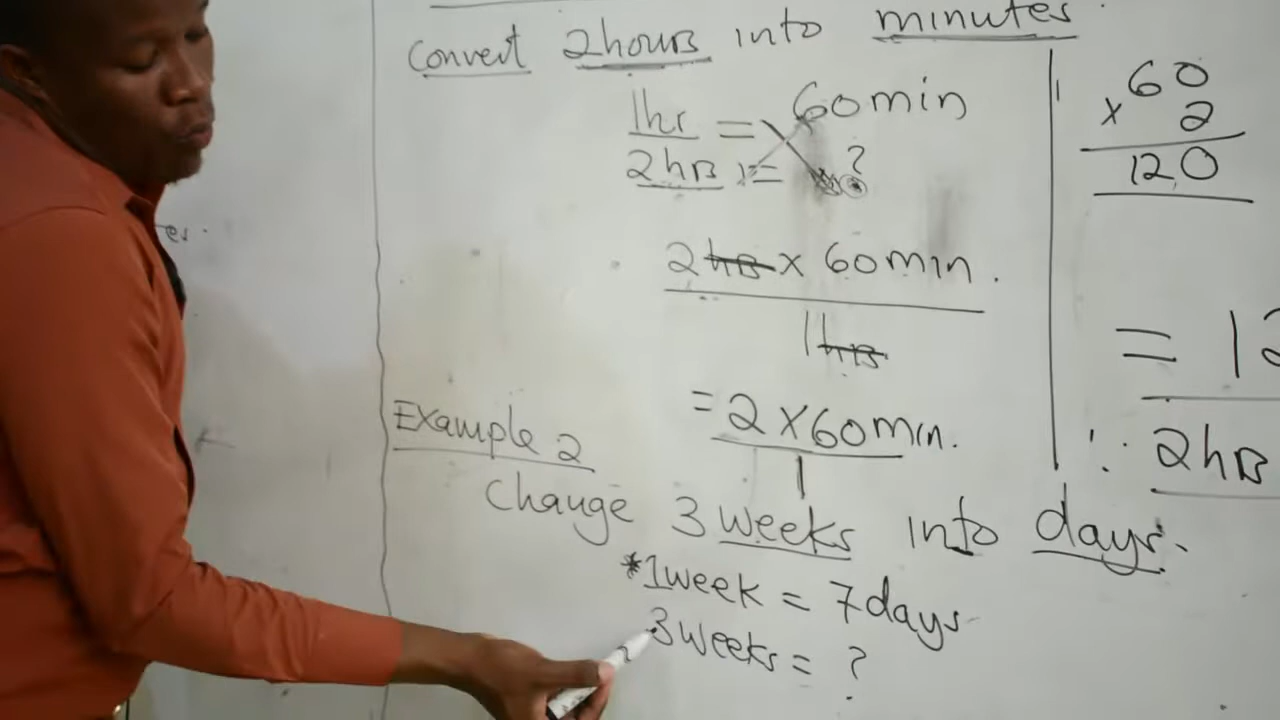 Convert 2hours into minutes.
1hr = 60min
2hrs = ?
2hrs x 60min.
1hrs
= 2 x 60min.
1
60
x 2
120
= 12
∴ 2hrs
Example 2
Change 3 weeks into days.
*1week = 7days
3weeks = ?